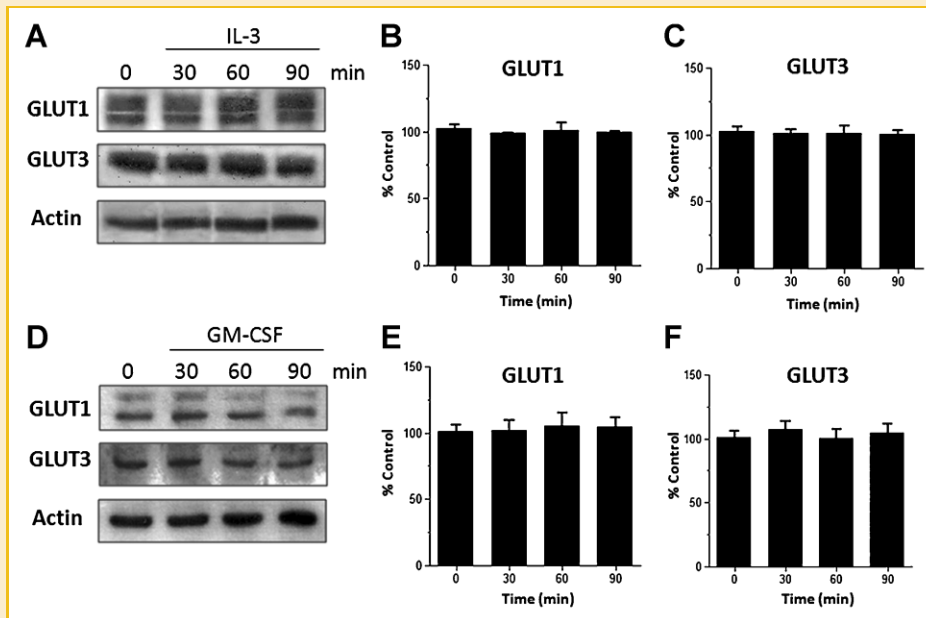 A
IL-3
0 30 60 90 min
GLUT1
GLUT3
Actin
B
GLUT1
% Control
150
100
50
0
0 30 60 90
Time (min)
C
GLUT3
% Control
150
100
50
0
0 30 60 90
Time (min)
D
GM-CSF
0 30 60 90 min
GLUT1
GLUT3
Actin
E
GLUT1
% Control
150
100
50
0
0 30 60 90
Time (min)
F
GLUT3
% Control
150
100
50
0
0 30 60 90
Time (min)